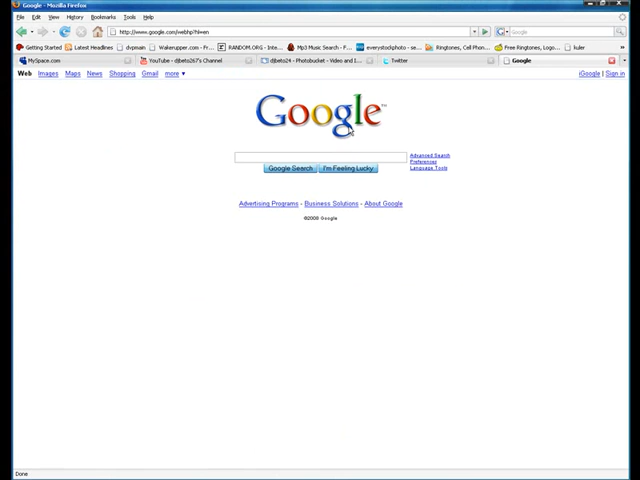 Google - Mozilla Firefox
File Edit View History Bookmarks Tools Help
http://www.google.com/webhp?hl=en
Google
Getting Started Latest Headlines dvpmain Wakerupper.com - Fr... RANDOM.ORG - Inte... Mp3 Music Search - F... everystockphoto - se... Ringtones, Cell Phon... Free Ringtones, Logo... kuler
MySpace.com YouTube - djbeto267's Channel djbeto24 - Photobucket - Video and I... Twitter Google
Web Images Maps News Shopping Gmail more ▼ iGoogle | Sign in
Google™
Advanced Search
Preferences
Language Tools
Google Search I'm Feeling Lucky
Advertising Programs - Business Solutions - About Google
©2008 Google
Done